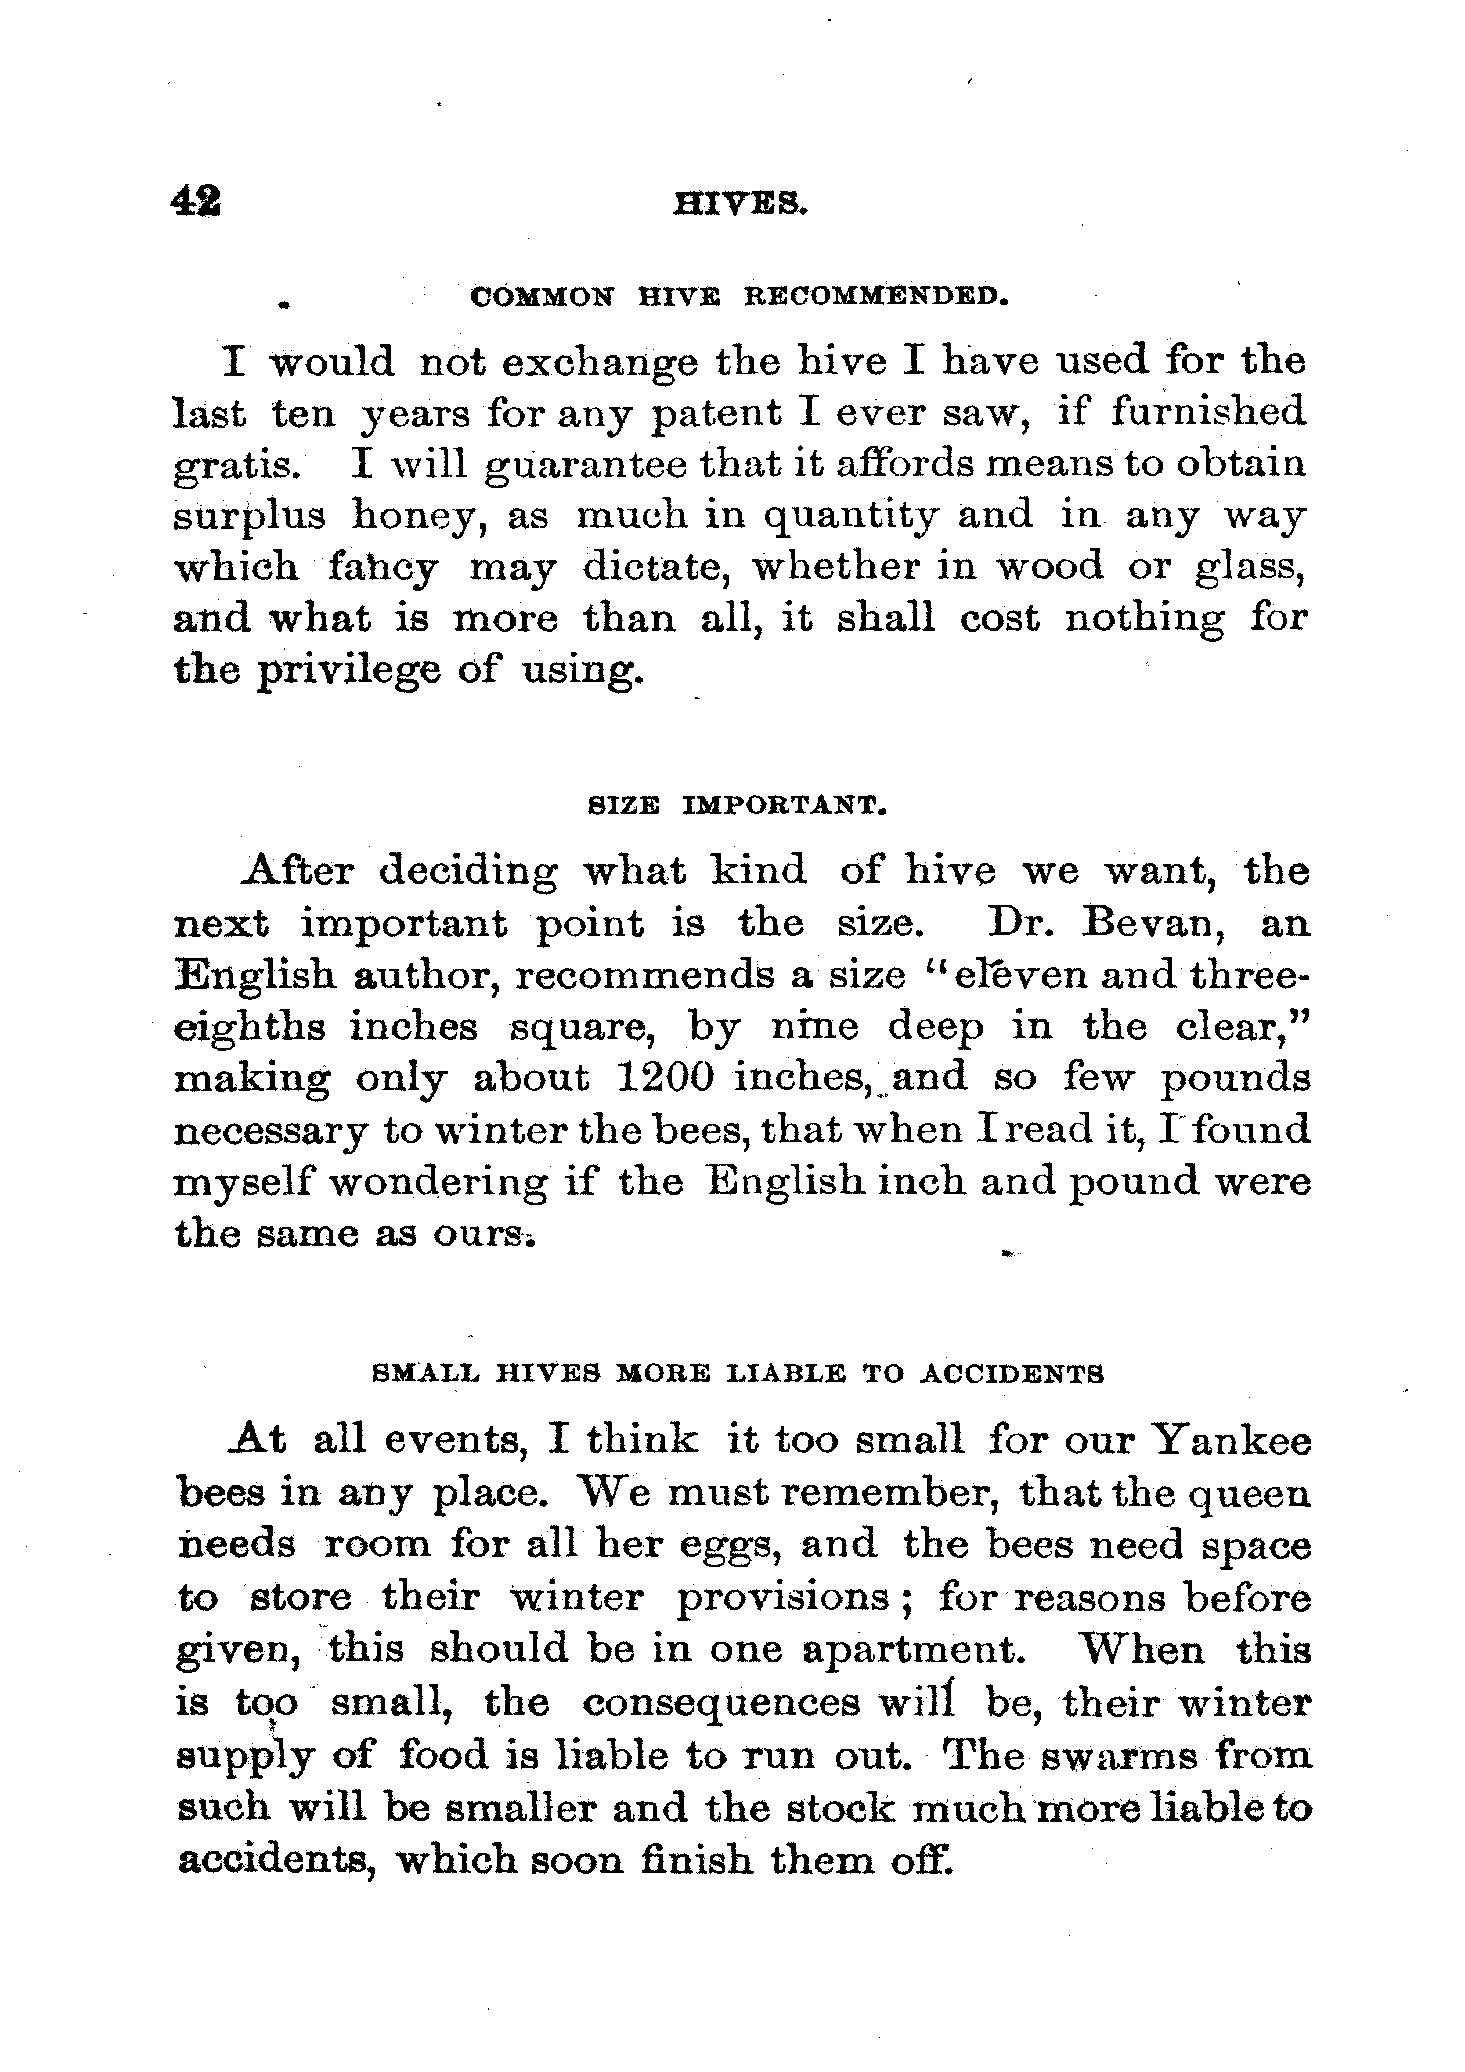 42 HIVES.
COMMON HIVE RECOMMENDED.
I would not exchange the hive I have used for the
last ten years for any patent I ever saw, if furnished
gratis. I will guarantee that it affords means to obtain
surplus honey, as much in quantity and in any way
which fancy may dictate, whether in wood or glass,
and what is more than all, it shall cost nothing for
the privilege of using.
SIZE IMPORTANT.
After deciding what kind of hive we want, the
next important point is the size. Dr. Bevan, an
English author, recommends a size “eleven and three-
eighths inches square, by nine deep in the clear,”
making only about 1200 inches, and so few pounds
necessary to winter the bees, that when I read it, I found
myself wondering if the English inch and pound were
the same as ours.
SMALL HIVES MORE LIABLE TO ACCIDENTS
At all events, I think it too small for our Yankee
bees in any place. We must remember, that the queen
needs room for all her eggs, and the bees need space
to store their winter provisions ; for reasons before
given, this should be in one apartment. When this
is too small, the consequences will be, their winter
supply of food is liable to run out. The swarms from
such will be smaller and the stock much more liable to
accidents, which soon finish them off.